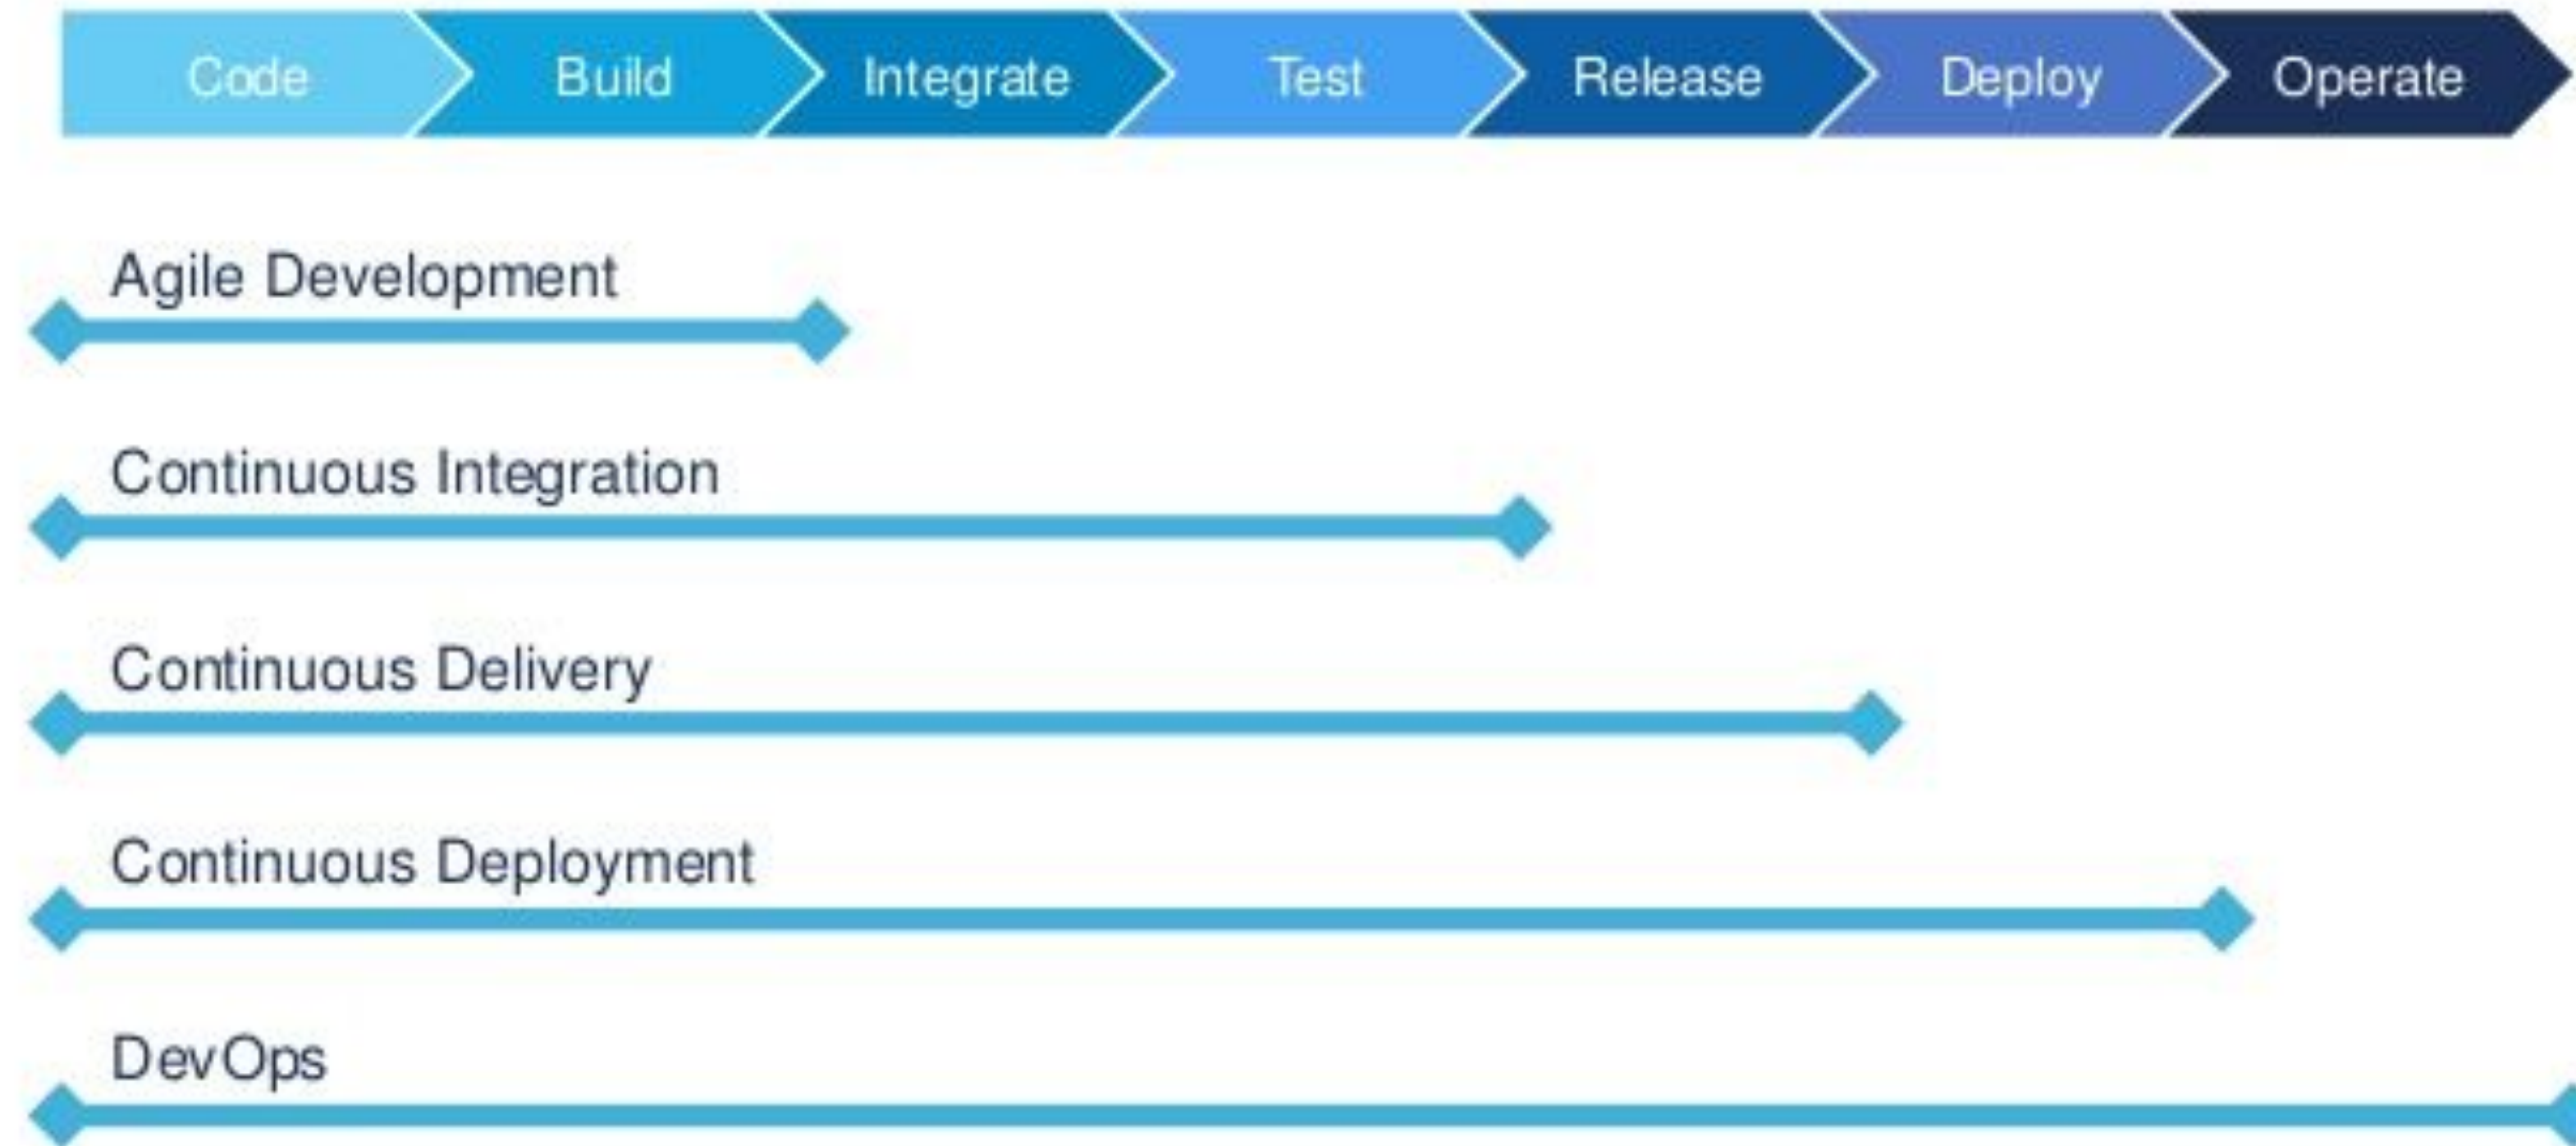 Code Build Integrate Test Release Deploy Operate
Agile Development
Continuous Integration
Continuous Delivery
Continuous Deployment
DevOps